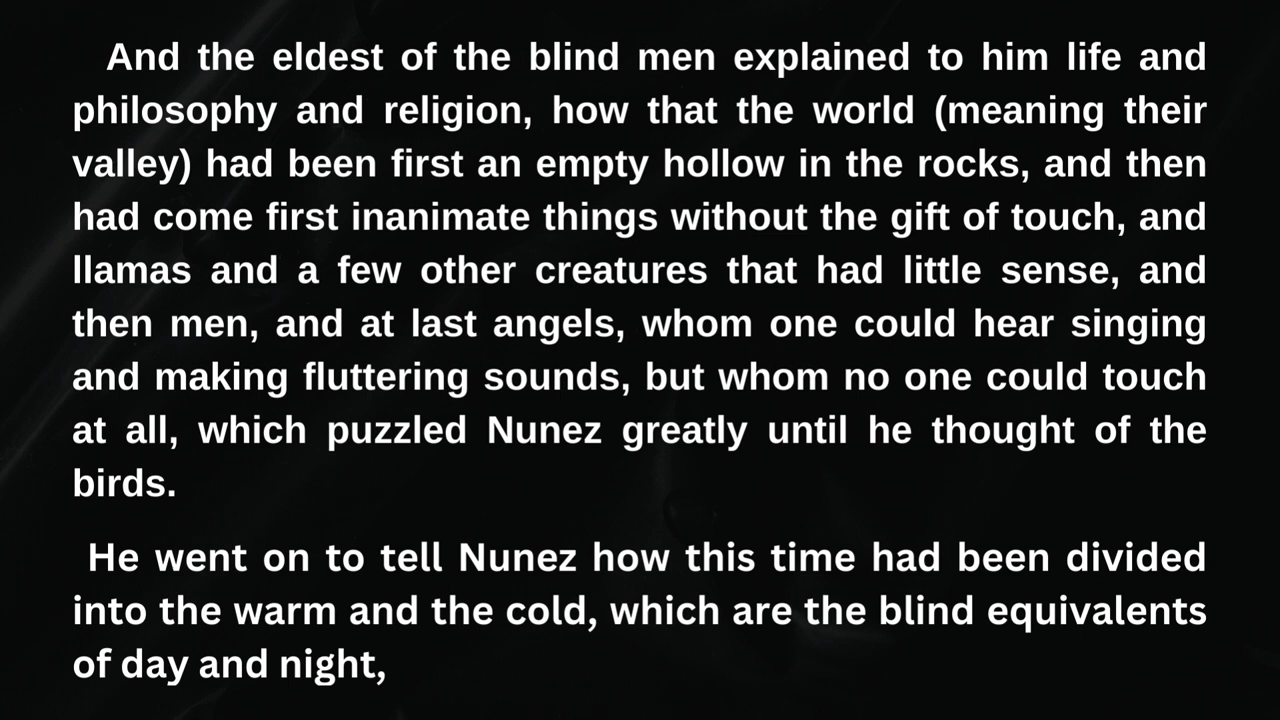 And the eldest of the blind men explained to him life and
philosophy and religion, how that the world (meaning their
valley) had been first an empty hollow in the rocks, and then
had come first inanimate things without the gift of touch, and
llamas and a few other creatures that had little sense, and
then men, and at last angels, whom one could hear singing
and making fluttering sounds, but whom no one could touch
at all, which puzzled Nunez greatly until he thought of the
birds.
He went on to tell Nunez how this time had been divided
into the warm and the cold, which are the blind equivalents
of day and night,